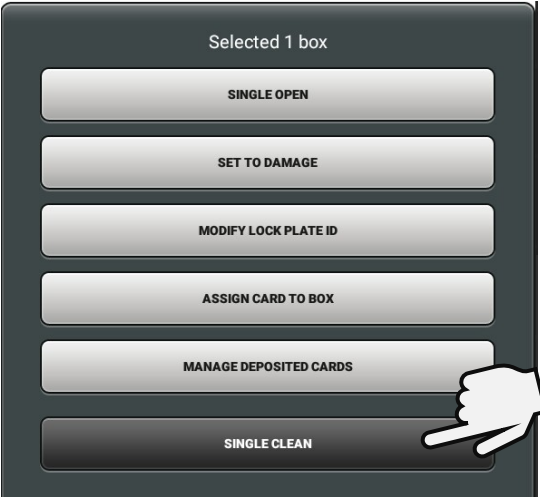 Selected 1 box
SINGLE OPEN
SET TO DAMAGE
MODIFY LOCK PLATE ID
ASSIGN CARD TO BOX
MANAGE DEPOSITED CARDS
SINGLE CLEAN